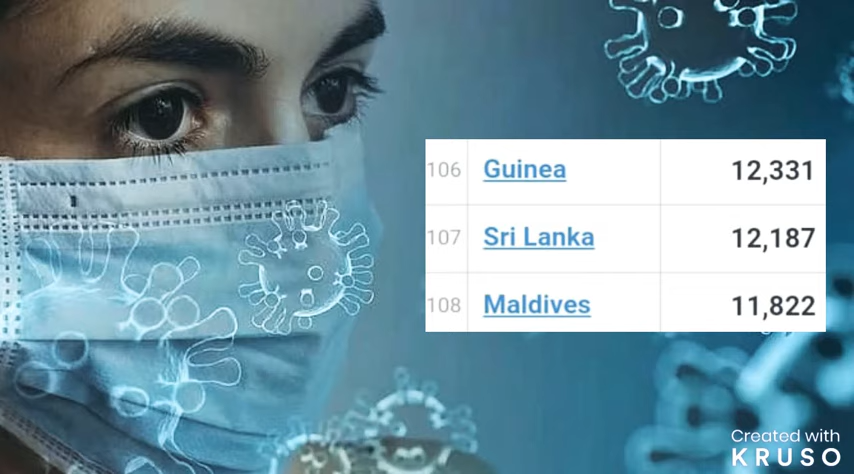 106 Guinea 12,331
107 Sri Lanka 12,187
108 Maldives 11,822
Created with
KRUSO